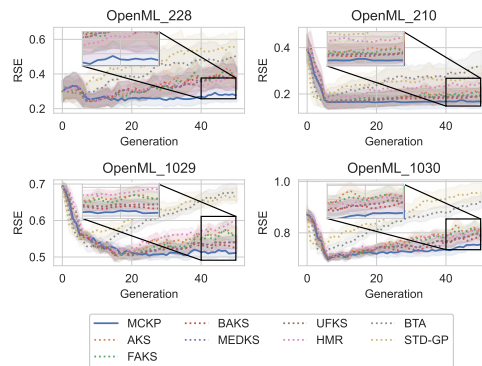 OpenML_228
OpenML_210
0.6
0.4
0.2
RSE
0.4
0.2
RSE
0
20
40
0
20
40
Generation
Generation
OpenML_1029
OpenML_1030
0.7
0.6
0.5
RSE
1.0
0.8
RSE
0
20
40
0
20
40
Generation
Generation
MCKP
BAKS
UFKS
BTA
AKS
MEDKS
HMR
STD-GP
FAKS